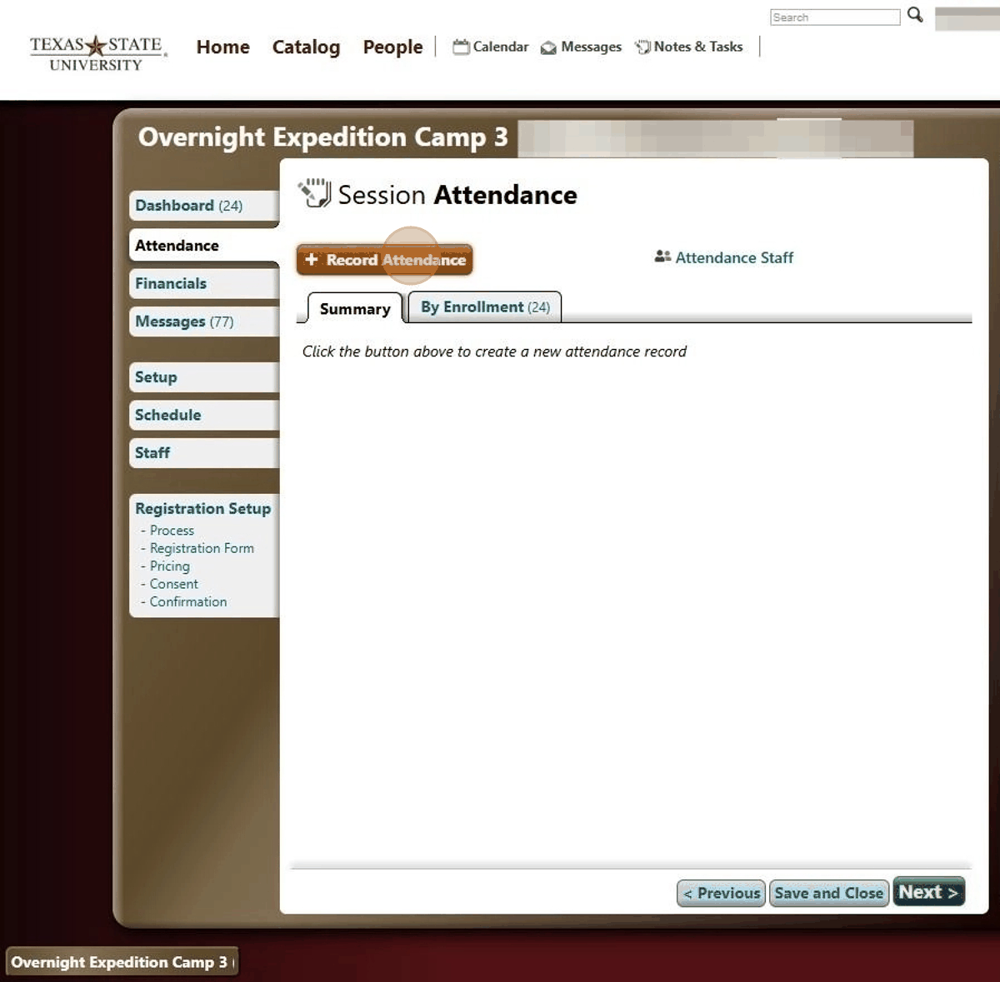 Search
TEXAS STATE
UNIVERSITY
Home Catalog People Calendar Messages Notes & Tasks
Overnight Expedition Camp 3
Session Attendance
Dashboard (24)
Attendance
Financials
Messages (77)
Setup
Schedule
Staff
Registration Setup
- Process
- Registration Form
- Pricing
- Consent
- Confirmation
+ Record Attendance
Attendance Staff
Summary By Enrollment (24)
Click the button above to create a new attendance record
< Previous Save and Close Next >
Overnight Expedition Camp 3